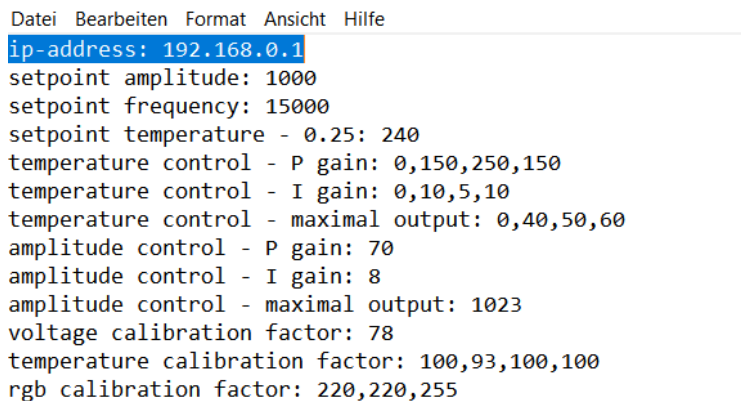 Datei Bearbeiten Format Ansicht Hilfe
ip-address: 192.168.0.1
setpoint amplitude: 1000
setpoint frequency: 15000
setpoint temperature - 0.25: 240
temperature control - P gain: 0,150,250,150
temperature control - I gain: 0,10,5,10
temperature control - maximal output: 0,40,50,60
amplitude control - P gain: 70
amplitude control - I gain: 8
amplitude control - maximal output: 1023
voltage calibration factor: 78
temperature calibration factor: 100,93,100,100
rgb calibration factor: 220,220,255